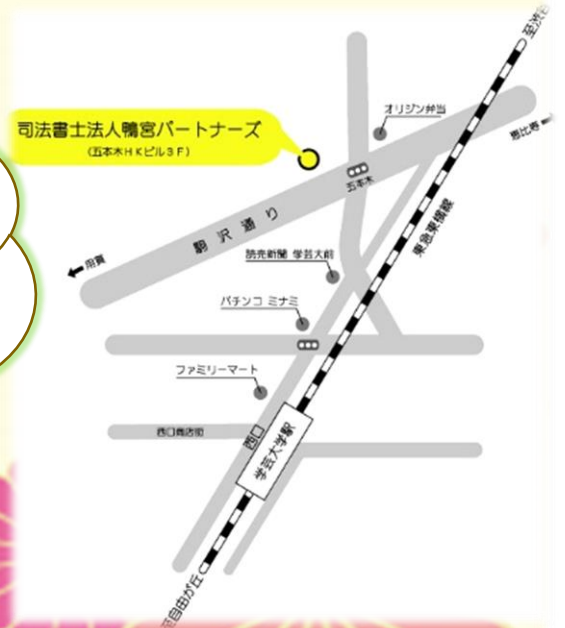 至渋谷
オリジン弁当
司法書士法人鴨宮パートナーズ
(五本木HKビル3F)
恵比寿
五本木
駒沢通り
東急東横線
用賀
読売新聞 学芸大前
パチンコ ミナミ
ファミリーマート
西口商店街
西口
学芸大学駅
至自由が丘